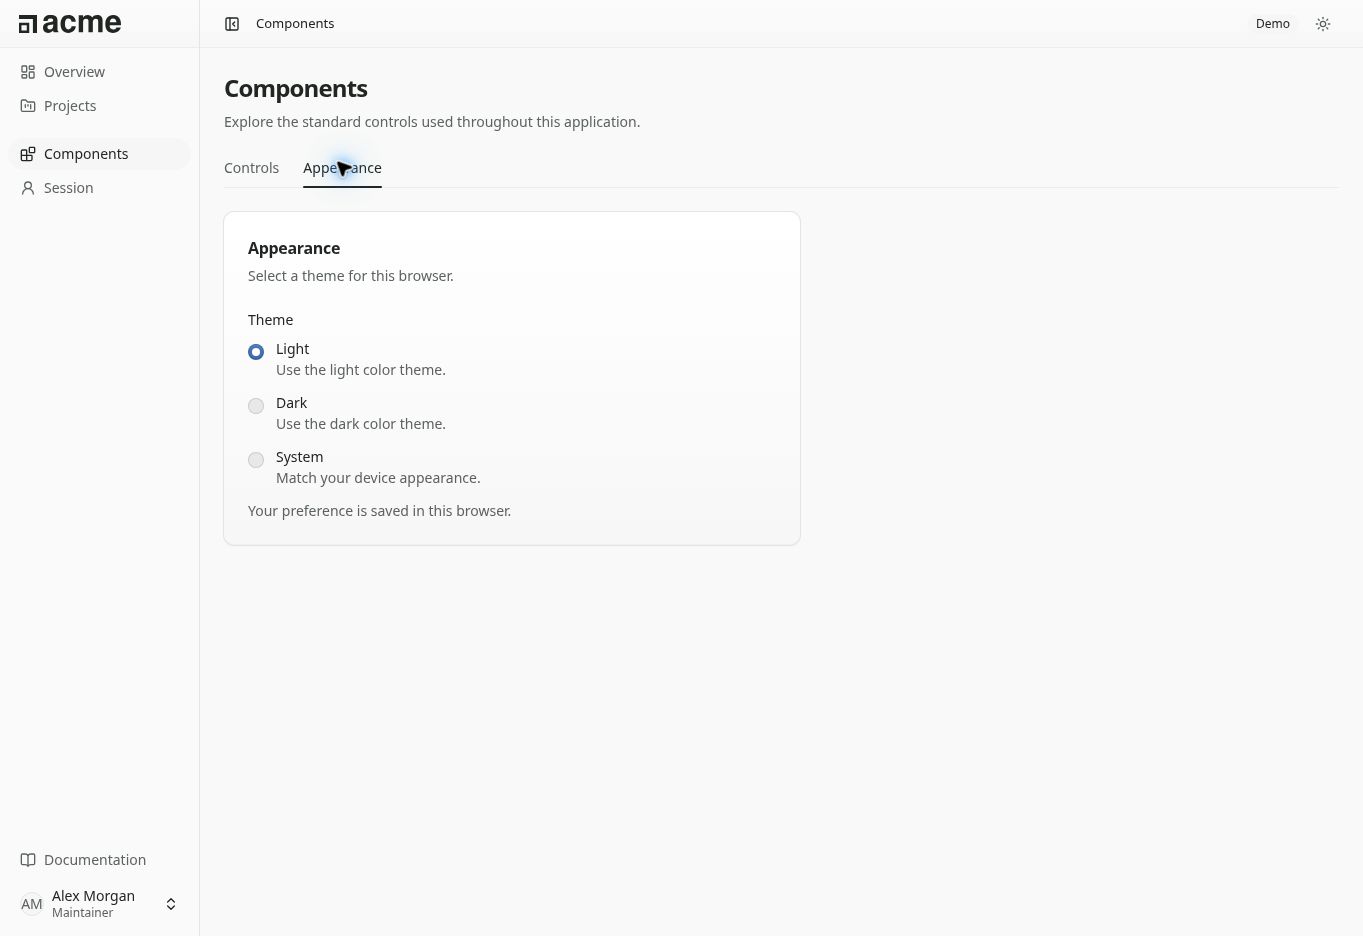 acme
Components
Demo
Overview
Projects
Components
Session
Components
Explore the standard controls used throughout this application.
Controls
Appearance
Appearance
Select a theme for this browser.
Theme
Light
Use the light color theme.
Dark
Use the dark color theme.
System
Match your device appearance.
Your preference is saved in this browser.
Documentation
AM
Alex Morgan
Maintainer